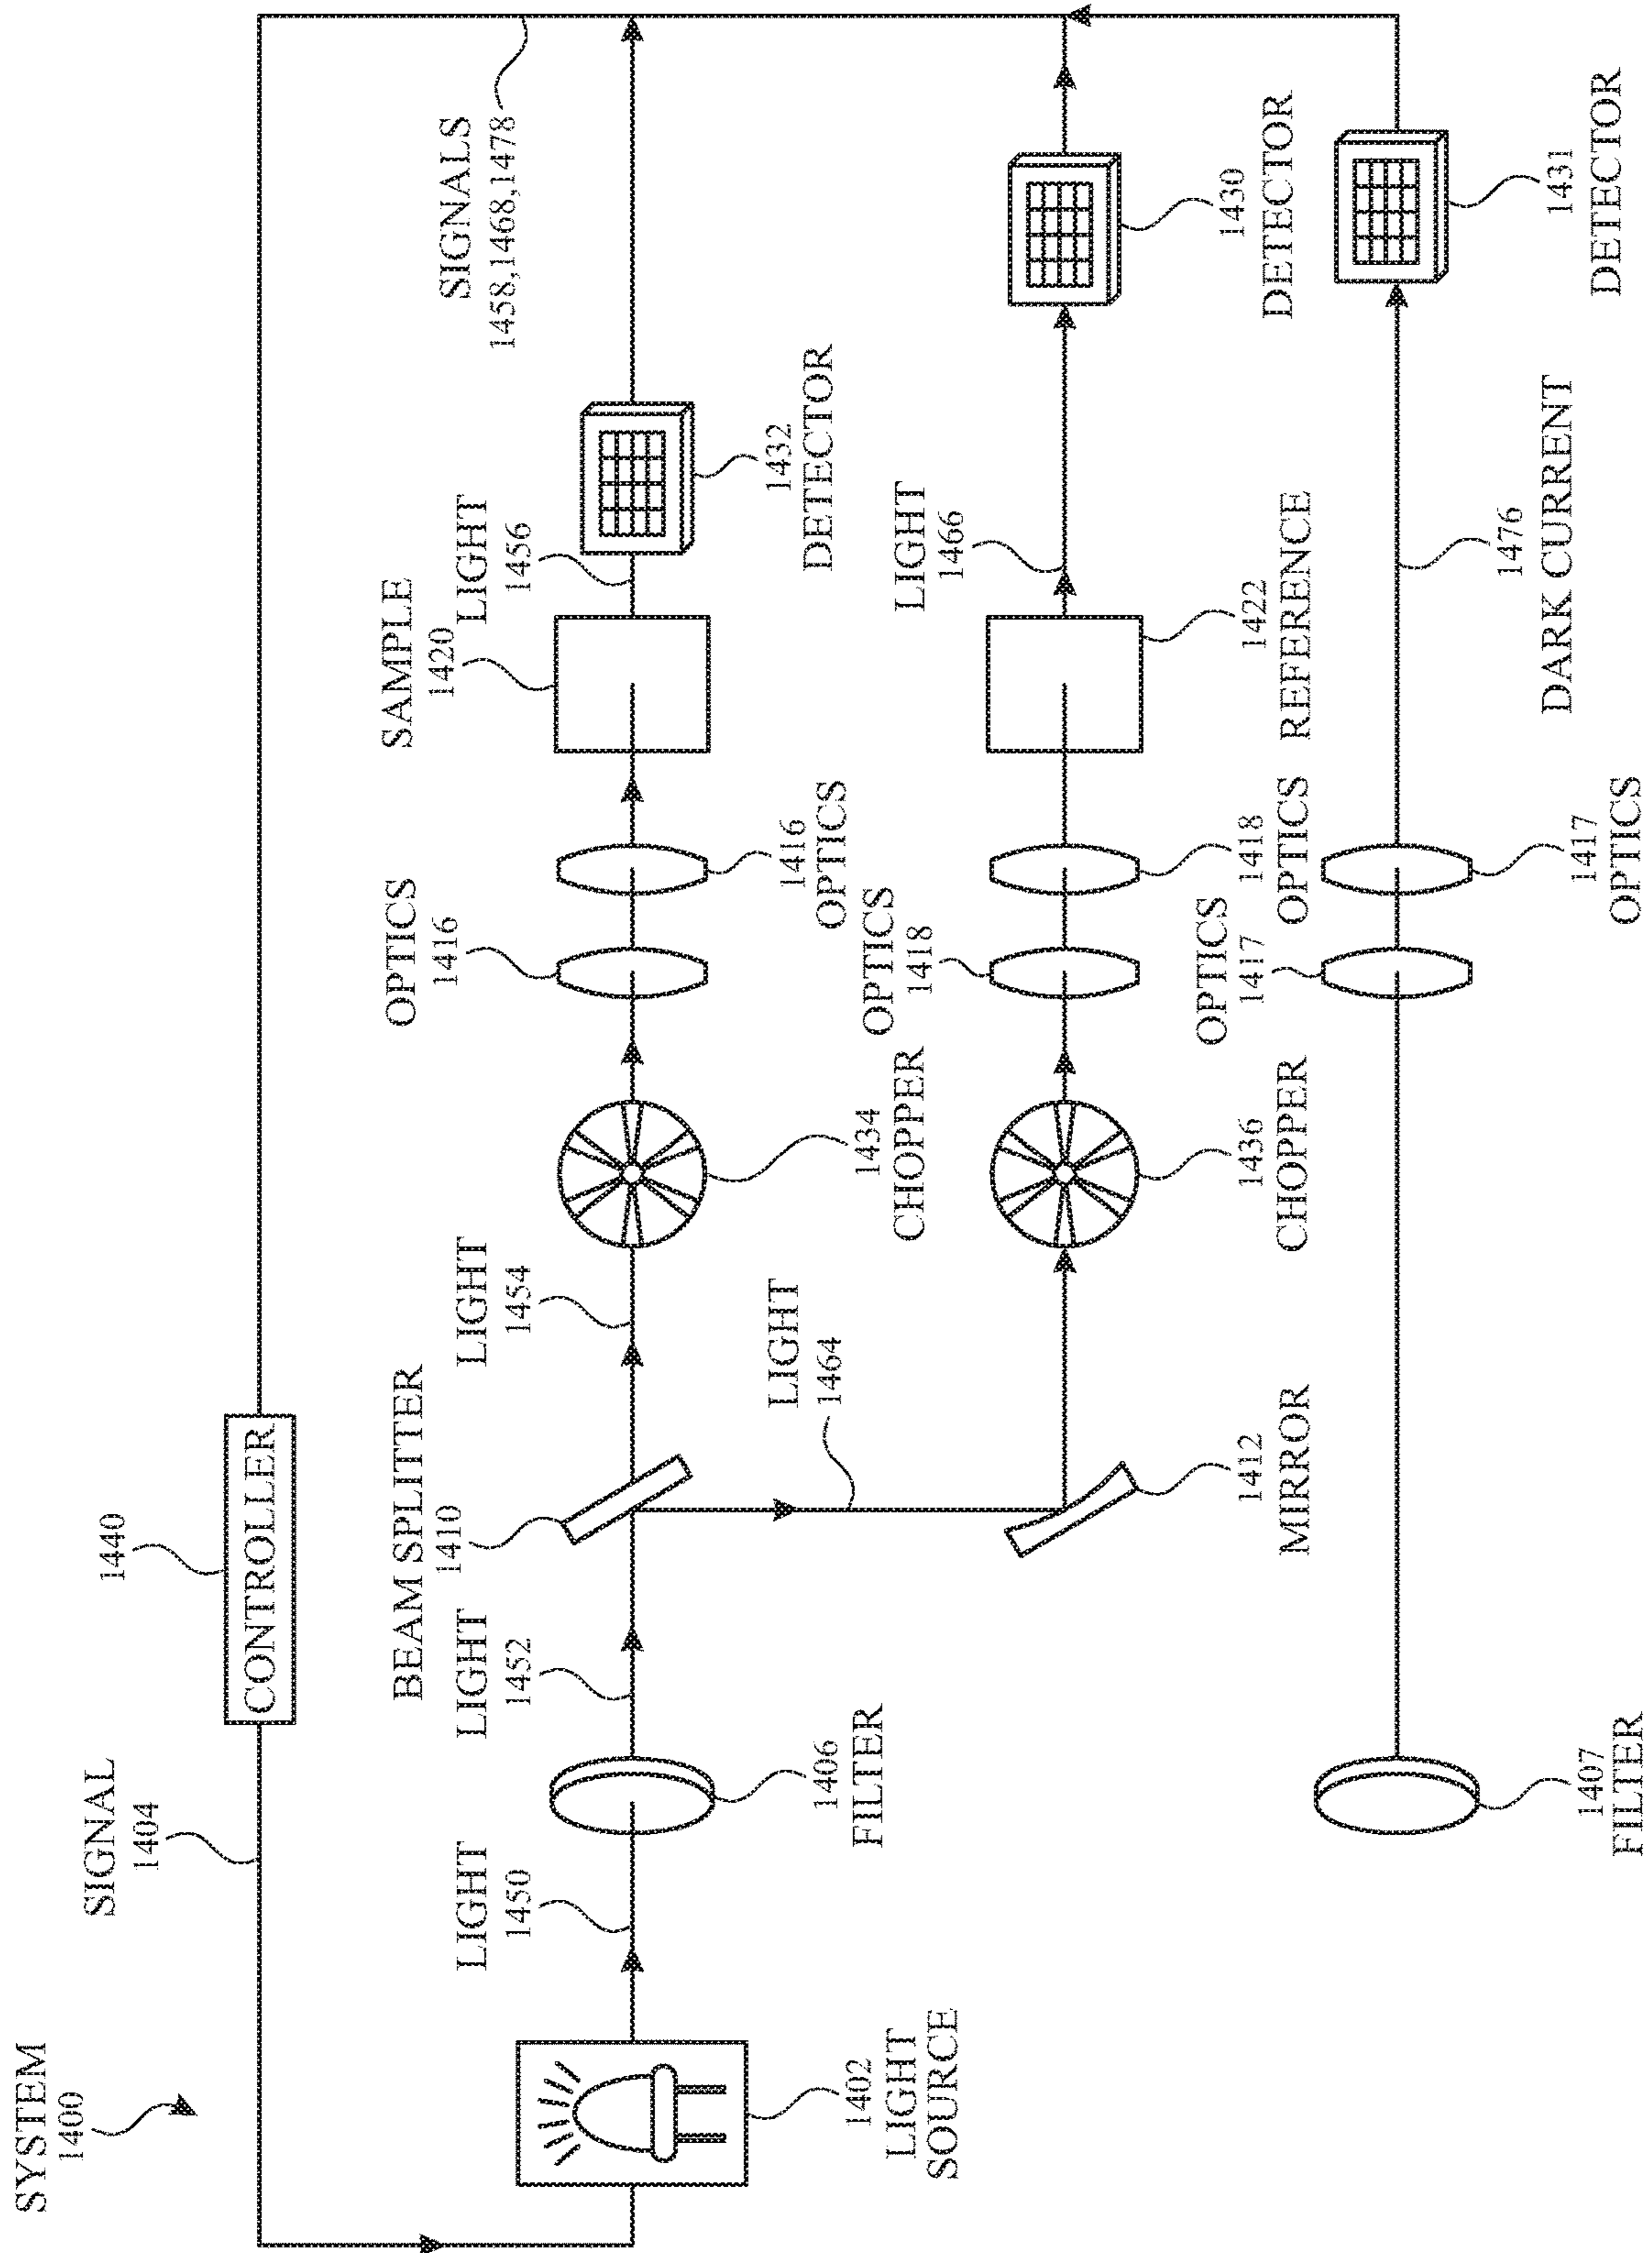 SYSTEM
1400
SIGNAL
1404
1440
CONTROLLER
SIGNALS
1458,1468,1478
LIGHT
1450
LIGHT
1452
BEAM SPLITTER
1410
LIGHT
1454
OPTICS
1416
SAMPLE
1420
LIGHT
1456
1402
LIGHT
SOURCE
1406
FILTER
LIGHT
1464
1434
CHOPPER
1416
OPTICS
1432
DETECTOR
OPTICS
1418
LIGHT
1466
1412
MIRROR
1436
CHOPPER
1418
OPTICS
1422
REFERENCE
1430
DETECTOR
OPTICS
1417
1407
FILTER
1417
OPTICS
1476
DARK CURRENT
1431
DETECTOR